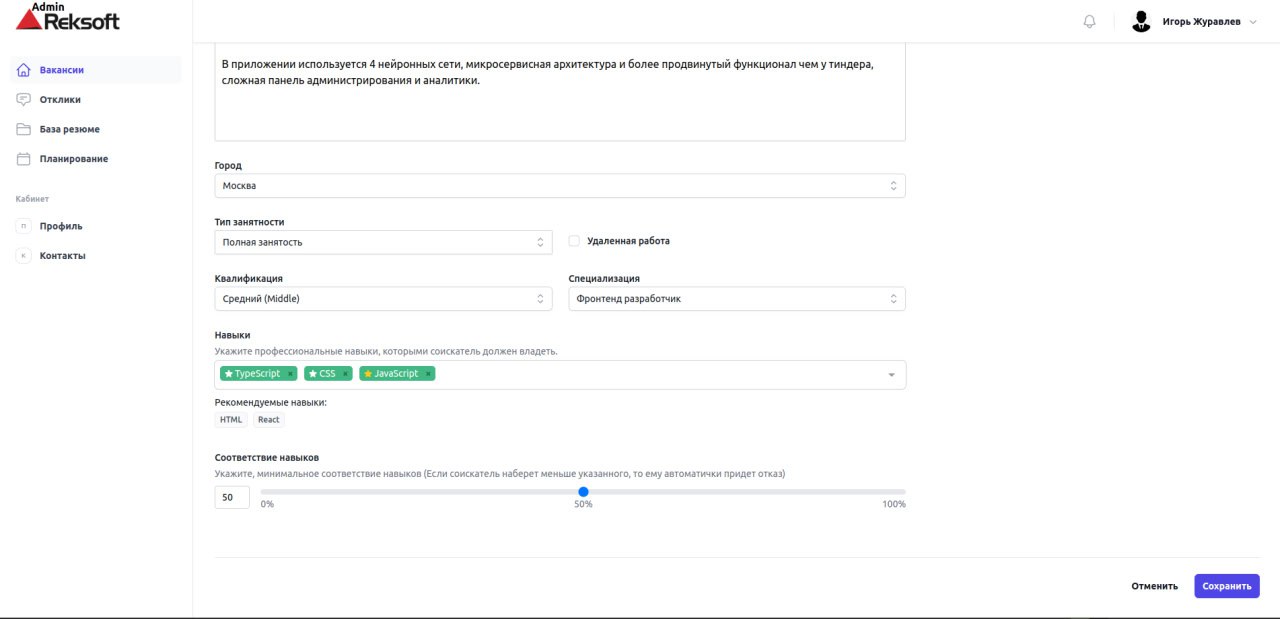 Admin
Reksoft
Игорь Журавлев
Вакансии
Отклики
База резюме
Планирование
Кабинет
П
Профиль
К
Контакты
В приложении используется 4 нейронных сети, микросервисная архитектура и более продвинутый функционал чем у тиндера,
сложная панель администрирования и аналитики.
Город
Москва
Тип занятности
Полная занятость
Удаленная работа
Квалификация
Специализация
Средний (Middle)
Фронтенд разработчик
Навыки
Укажите профессиональные навыки, которыми соискатель должен владеть.
TypeScript × CSS × JavaScript ×
Рекомендуемые навыки:
HTML React
Соответствие навыков
Укажите, минимальное соответствие навыков (Если соискатель наберет меньше указанного, то ему автоматички придет отказ)
50
0% 50% 100%
Отменить Сохранить